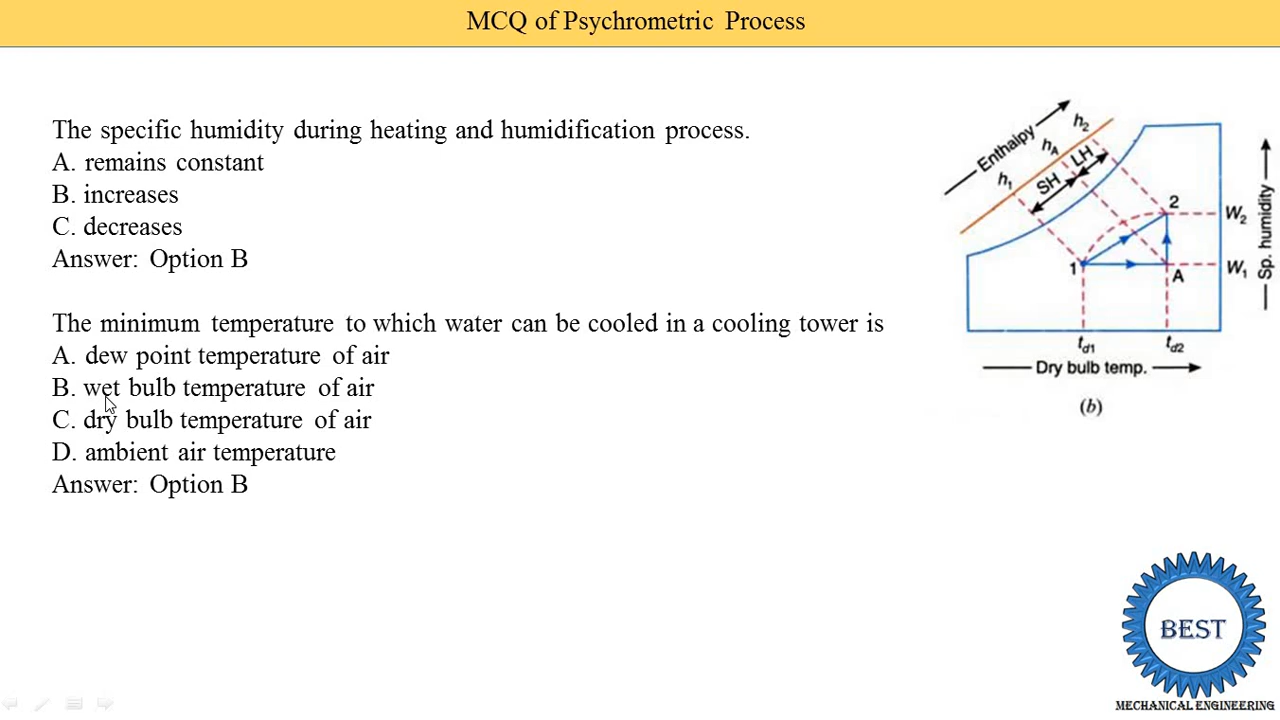 MCQ of Psychrometric Process
The specific humidity during heating and humidification process.
A. remains constant
B. increases
C. decreases
Answer: Option B
The minimum temperature to which water can be cooled in a cooling tower is
A. dew point temperature of air
B. wet bulb temperature of air
C. dry bulb temperature of air
D. ambient air temperature
Answer: Option B
Enthalpy
h1
hA
h2
SH
LH
1
2
A
W2
W1
Sp. humidity
td1
td2
Dry bulb temp.
(b)
BEST
MECHANICAL ENGINEERING